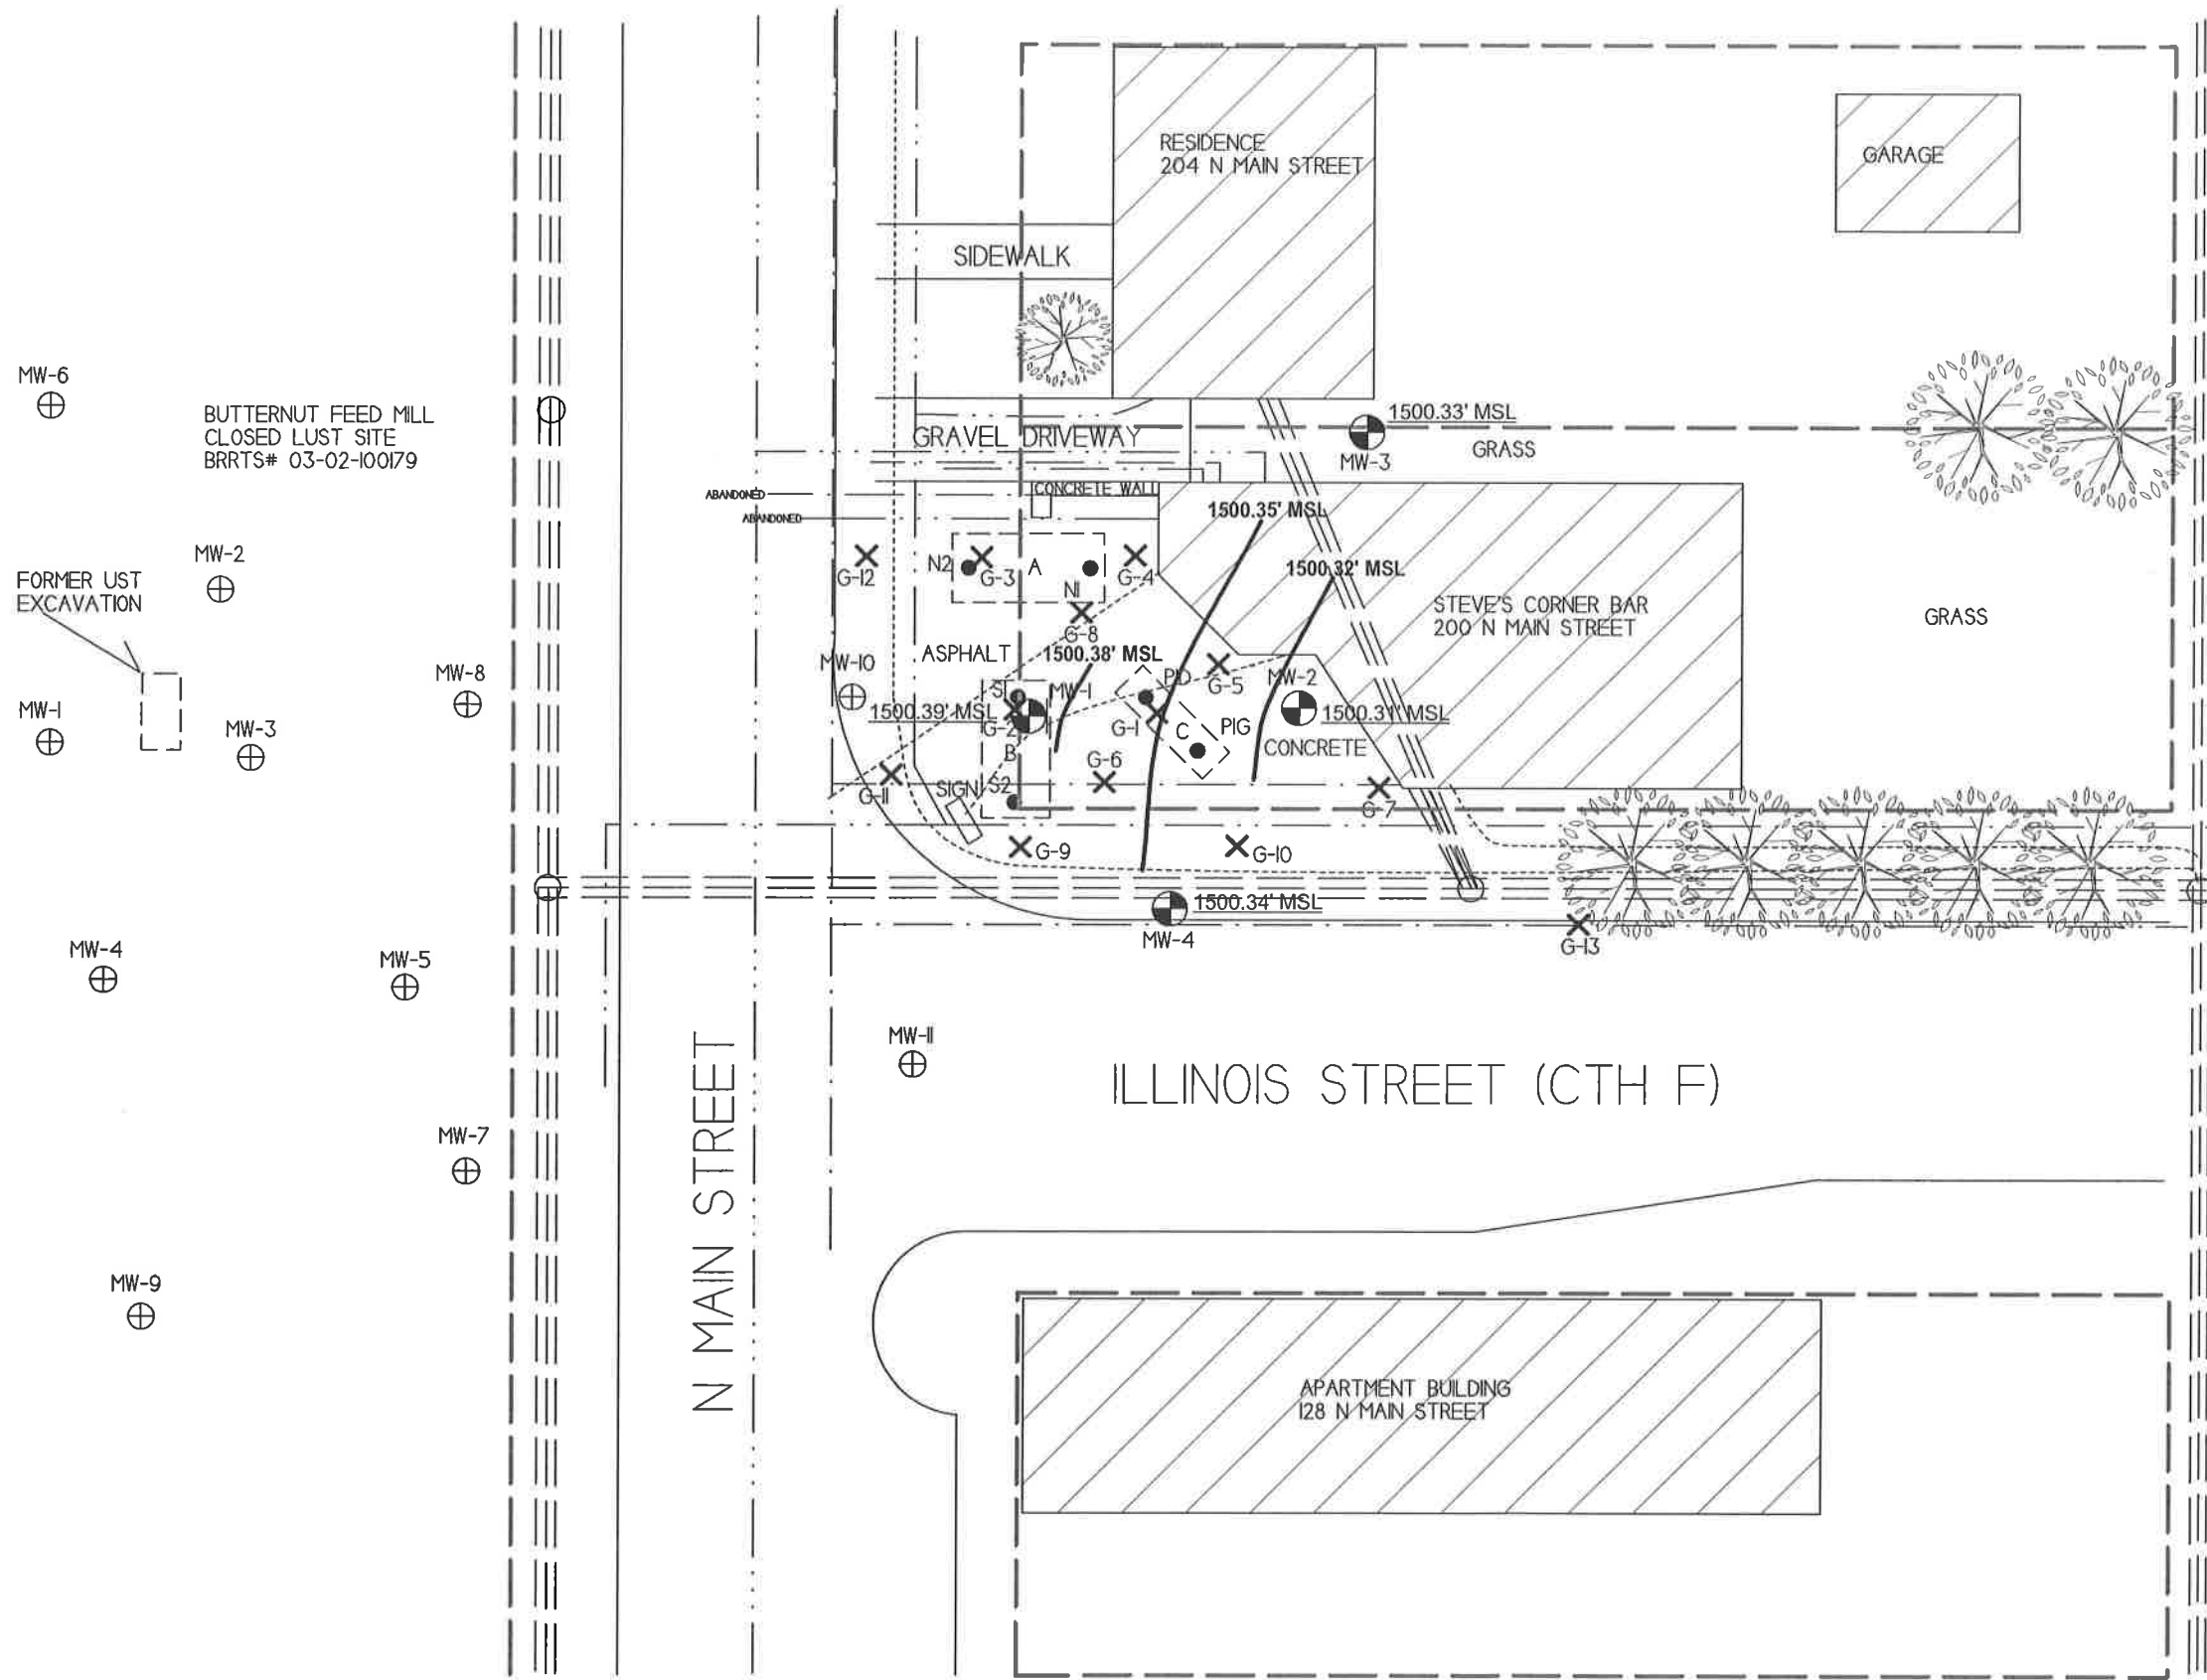 RESIDENCE
204 N MAIN STREET
GARAGE
SIDEWALK
MW-6
BUTTERNUT FEED MILL
CLOSED LUST SITE
BRRTS# 03-02-100179
1500.33' MSL
GRAVEL DRIVEWAY
MW-3
GRASS
ABANDONED
CONCRETE WALL
ABANDONED
1500.35' MSL
MW-2
FORMER UST
EXCAVATION
G-12
N2
G-3
A
G-4
1500.32' MSL
N1
G-8
STEVE'S CORNER BAR
200 N MAIN STREET
GRASS
ASPHALT
1500.38' MSL
MW-10
MW-8
S1
MW-1
PID
G-5
MW-2
MW-1
MW-3
1500.39' MSL
G-2
G-1
C
PIG
1500.31' MSL
B
CONCRETE
G-6
G-11
SIGN
S2
G-7
G-9
G-10
1500.34' MSL
MW-4
G-13
MW-4
MW-5
MW-11
N MAIN STREET
ILLINOIS STREET (CTH F)
MW-7
MW-9
APARTMENT BUILDING
128 N MAIN STREET